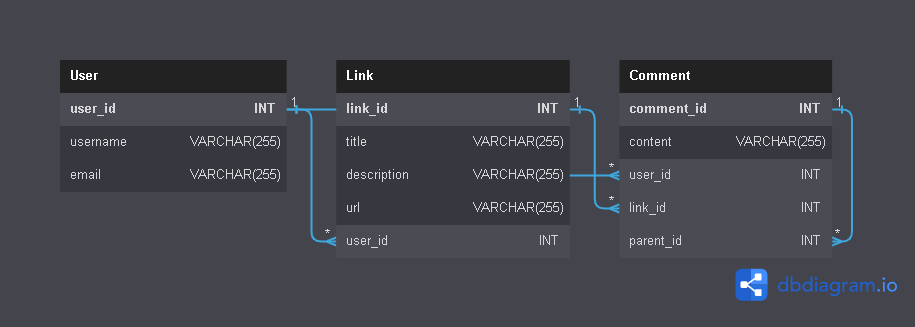 User
user_id INT
username VARCHAR(255)
email VARCHAR(255)
1
*
Link
link_id INT
title VARCHAR(255)
description VARCHAR(255)
url VARCHAR(255)
user_id INT
1
*
*
Comment
comment_id INT
content VARCHAR(255)
user_id INT
link_id INT
parent_id INT
1
*
dbdiagram.io